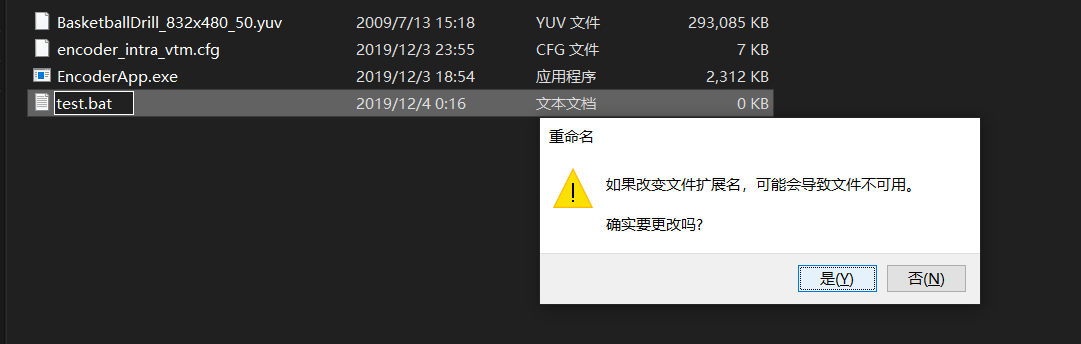 BasketballDrill_832x480_50.yuv 2009/7/13 15:18 YUV 文件 293,085 KB
encoder_intra_vtm.cfg 2019/12/3 23:55 CFG 文件 7 KB
EncoderApp.exe 2019/12/3 18:54 应用程序 2,312 KB
test.bat 2019/12/4 0:16 文本文档 0 KB
重命名
如果改变文件扩展名，可能会导致文件不可用。
确实要更改吗?
是(Y) 否(N)